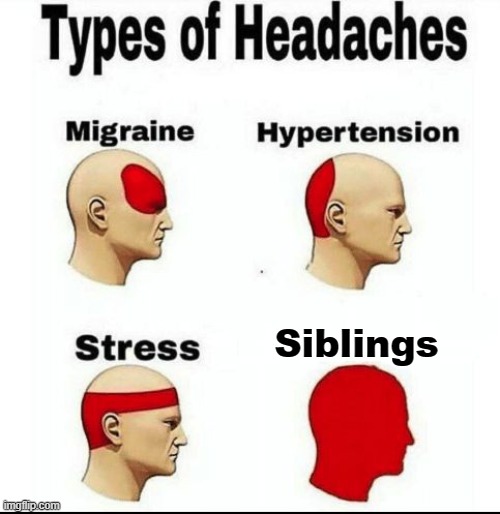 Types of Headaches
Migraine
Hypertension
Stress
Siblings
imgflip.com